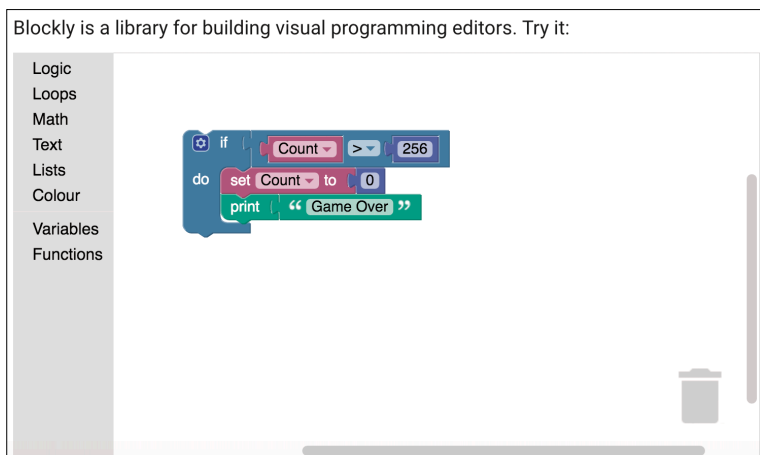 Blockly is a library for building visual programming editors. Try it:
Logic
Loops
Math
Text
Lists
Colour
Variables
Functions
if Count > 256
do set Count to 0
print “ Game Over ”